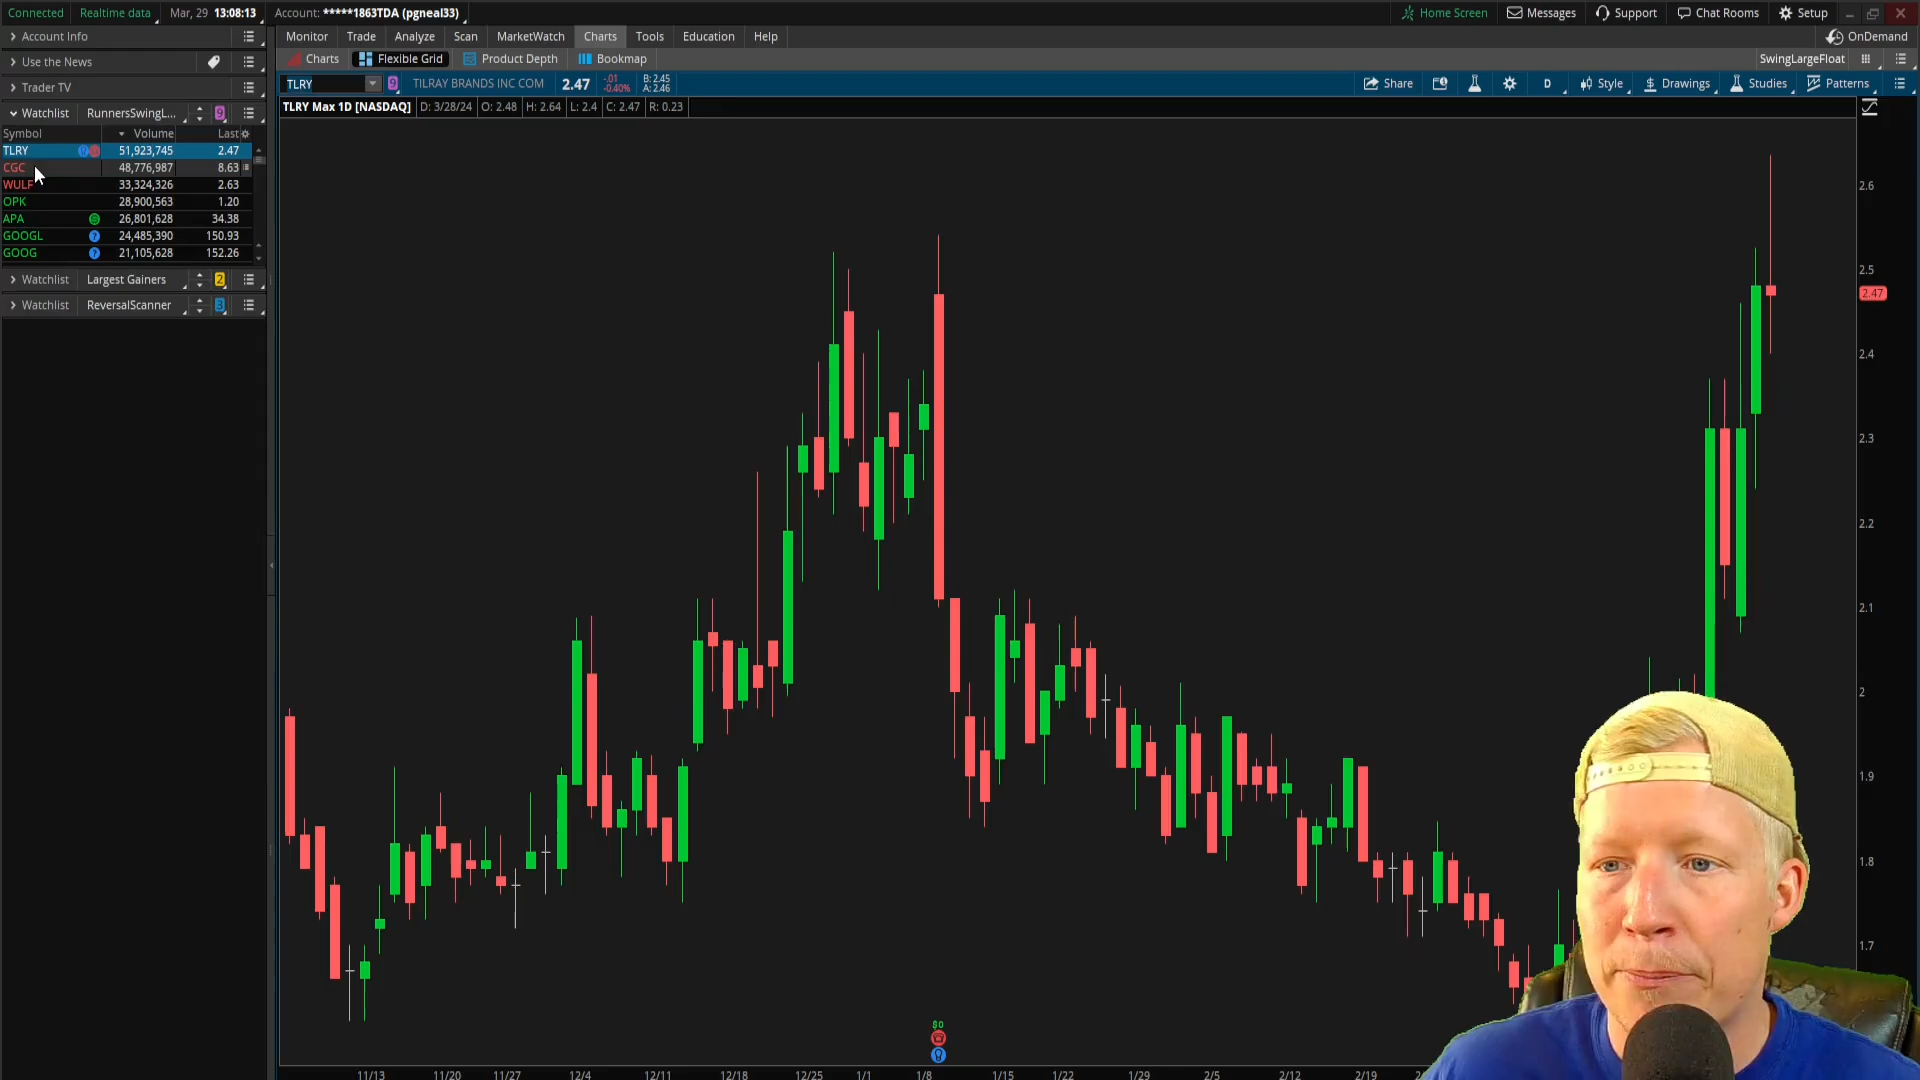 Connected Realtime data Mar, 29 13:08:13 Account: *****1863TDA (pgneal33) Home Screen Messages Support Chat Rooms Setup
Account Info Monitor Trade Analyze Scan MarketWatch Charts Tools Education Help OnDemand
Use the News Charts Flexible Grid Product Depth Bookmap SwingLargeFloat
Trader TV TLRY 9 TILRAY BRANDS INC COM 2.47 -.01 -0.40% B: 2.45 A: 2.46 Share D Style Drawings Studies Patterns
Watchlist RunnersSwingL... 9 TLRY Max 1D [NASDAQ] D: 3/28/24 O: 2.48 H: 2.64 L: 2.4 C: 2.47 R: 0.23
Symbol Volume Last
TLRY 51,923,745 2.47
CGC 48,776,987 8.63
WULF 33,324,326 2.63
OPK 28,900,563 1.20
APA 26,801,628 34.38
GOOGL 24,485,390 150.93
GOOG 21,105,628 152.26
Watchlist Largest Gainers 2
Watchlist ReversalScanner 3
2.6
2.5
2.47
2.4
2.3
2.2
2.1
2
1.9
1.8
1.7
$0
11/13 11/20 11/27 12/4 12/11 12/18 12/25 1/1 1/8 1/15 1/22 1/29 2/5 2/12 2/19